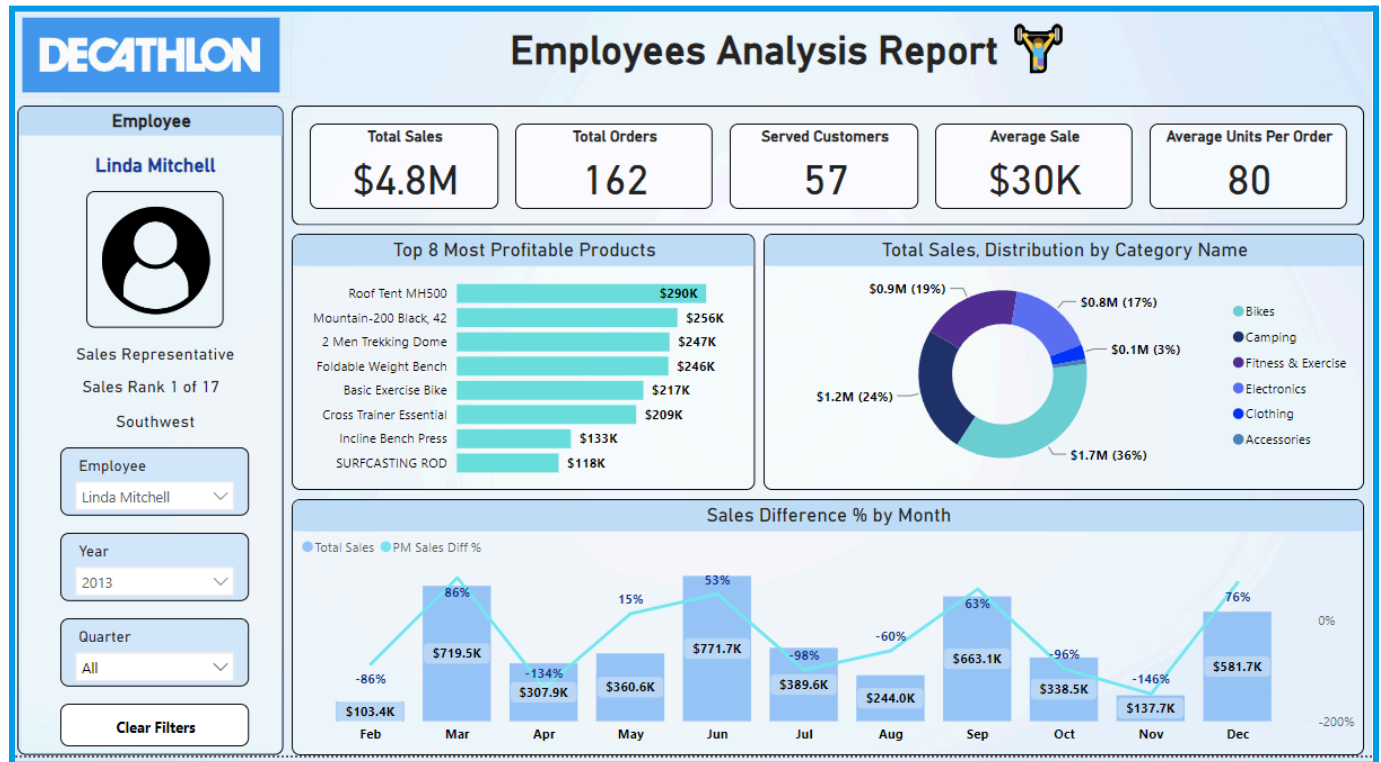 DECATHLON
Employees Analysis Report
Employee
Linda Mitchell
Sales Representative
Sales Rank 1 of 17
Southwest
Employee
Linda Mitchell
Year
2013
Quarter
All
Clear Filters
Total Sales
$4.8M
Total Orders
162
Served Customers
57
Average Sale
$30K
Average Units Per Order
80
Top 8 Most Profitable Products
Roof Tent MH500 $290K
Mountain-200 Black, 42 $256K
2 Men Trekking Dome $247K
Foldable Weight Bench $246K
Basic Exercise Bike $217K
Cross Trainer Essential $209K
Incline Bench Press $133K
SURFCASTING ROD $118K
Total Sales, Distribution by Category Name
$0.9M (19%)
$0.8M (17%)
$0.1M (3%)
$1.2M (24%)
$1.7M (36%)
Bikes
Camping
Fitness & Exercise
Electronics
Clothing
Accessories
Sales Difference % by Month
Total Sales PM Sales Diff %
-86% 86% -134% 15% 53% -98% -60% 63% -96% -146% 76%
$103.4K $719.5K $307.9K $360.6K $771.7K $389.6K $244.0K $663.1K $338.5K $137.7K $581.7K
0%
-200%
Feb Mar Apr May Jun Jul Aug Sep Oct Nov Dec